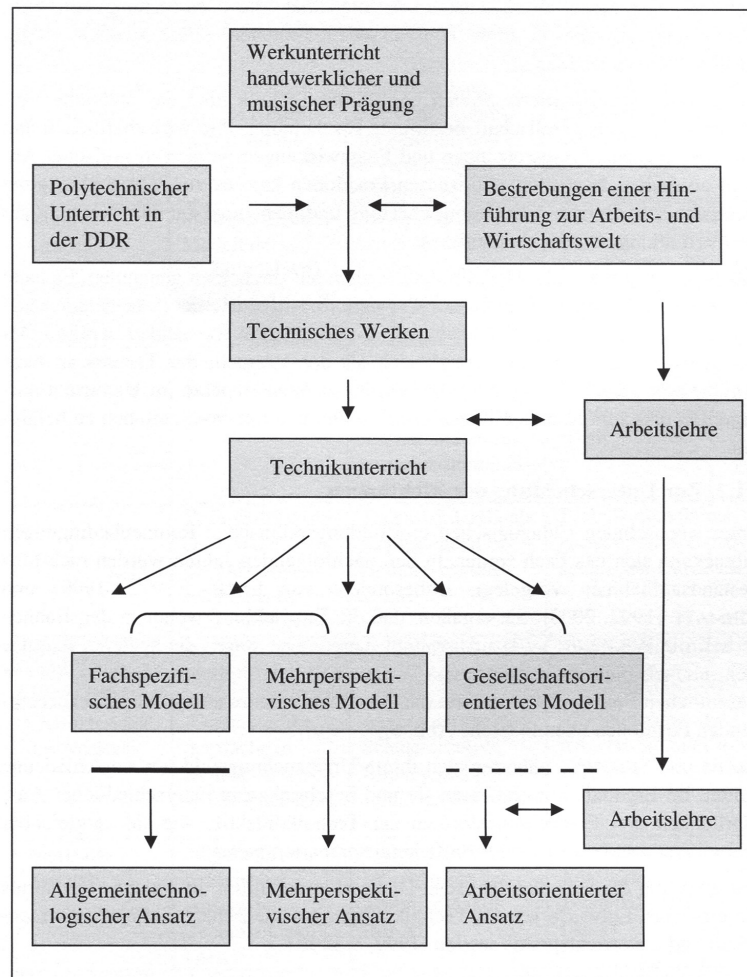 Werkunterricht
handwerklicher und
musischer Prägung
Polytechnischer
Unterricht in
der DDR
Bestrebungen einer Hin-
führung zur Arbeits- und
Wirtschaftswelt
Technisches Werken
Arbeitslehre
Technikunterricht
Fachspezifi-
sches Modell
Mehrperspekti-
visches Modell
Gesellschaftsori-
entiertes Modell
Arbeitslehre
Allgemeintechno-
logischer Ansatz
Mehrperspekti-
vischer Ansatz
Arbeitsorientierter
Ansatz